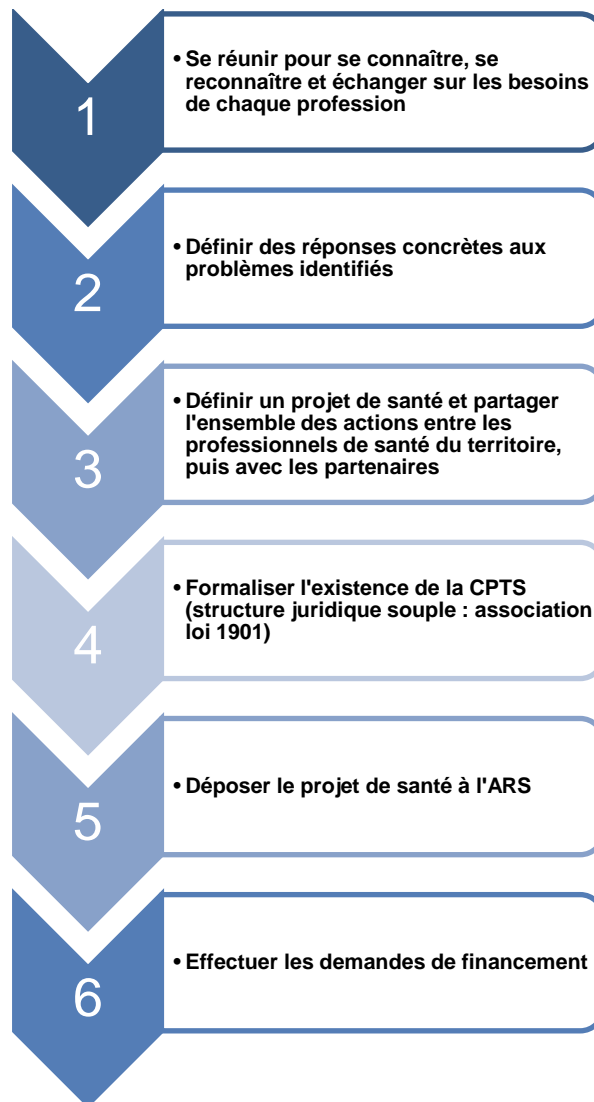 1
• Se réunir pour se connaître, se
reconnaître et échanger sur les besoins
de chaque profession
2
• Définir des réponses concrètes aux
problèmes identifiés
3
• Définir un projet de santé et partager
l'ensemble des actions entre les
professionnels de santé du territoire,
puis avec les partenaires
4
• Formaliser l'existence de la CPTS
(structure juridique souple : association
loi 1901)
5
• Déposer le projet de santé à l'ARS
6
• Effectuer les demandes de financement